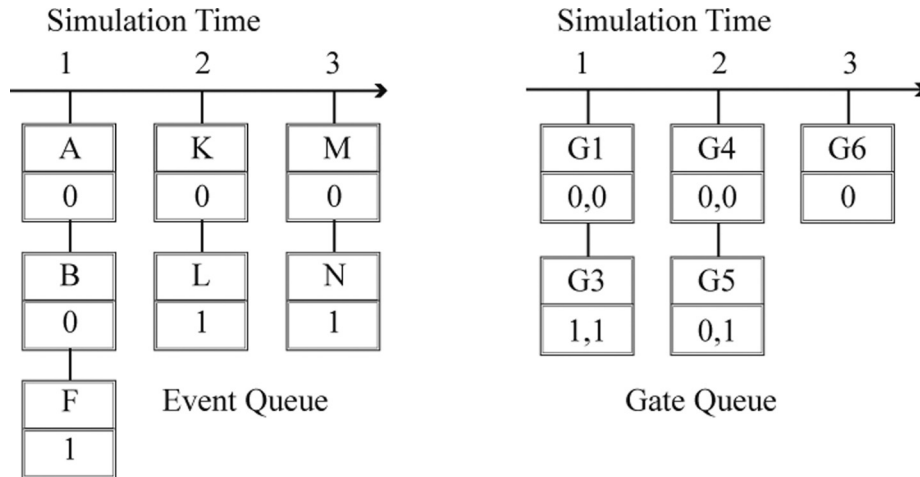 Simulation Time
1 2 3
A K M
0 0 0
B L N
0 1 1
F
1
Event Queue
Simulation Time
1 2 3
G1 G4 G6
0,0 0,0 0
G3 G5
1,1 0,1
Gate Queue